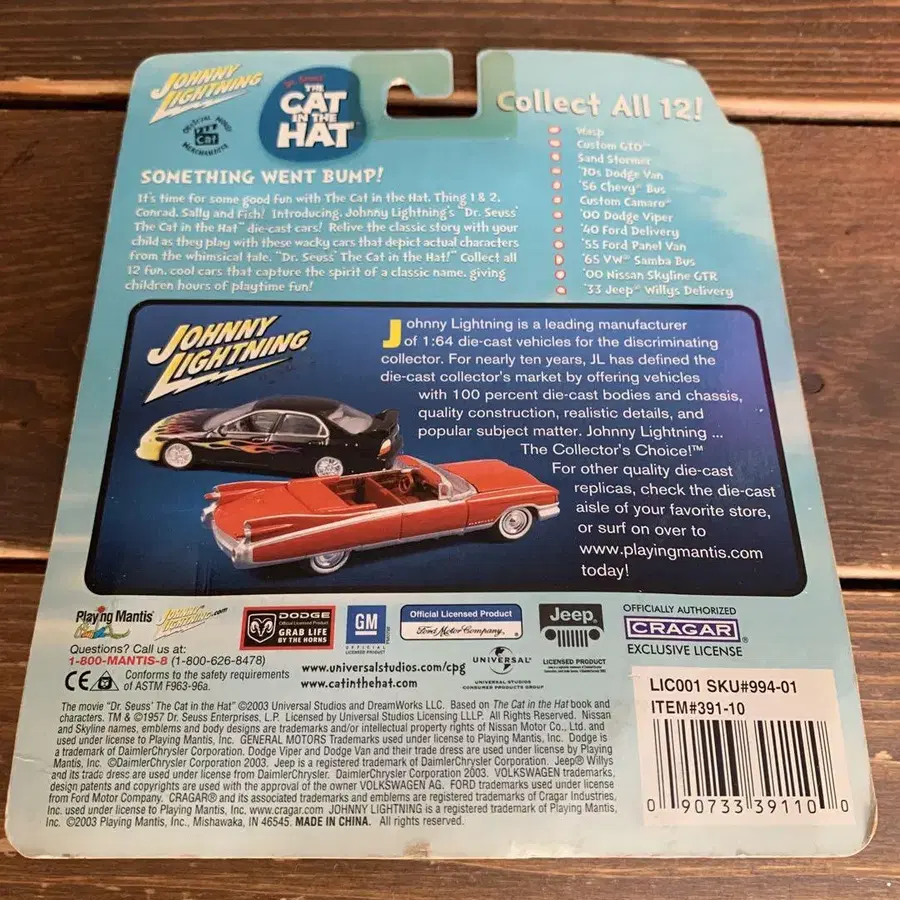 JOHNNY
LIGHTNING
Dr. Seuss'
THE
CAT
IN THE
HAT
Collect All 12!
Wasp
Custom GTO™
Sand Stormer
'70s Dodge Van
'56 Chevy® Bus
Custom Camaro®
'00 Dodge Viper
'40 Ford Delivery
'55 Ford Panel Van
'65 VW® Samba Bus
'00 Nissan Skyline GTR
'33 Jeep® Willys Delivery
SOMETHING WENT BUMP!
It's time for some good fun with The Cat in the Hat, Thing 1 & 2,
Conrad, Sally and Fish! Introducing, Johnny Lightning's "Dr. Seuss'
The Cat in the Hat" die-cast cars! Relive the classic story with your
child as they play with these wacky cars that depict actual characters
from the whimsical tale, "Dr. Seuss' The Cat in the Hat!" Collect all
12 fun, cool cars that capture the spirit of a classic name, giving
children hours of playtime fun!
JOHNNY
LIGHTNING
Johnny Lightning is a leading manufacturer
of 1:64 die-cast vehicles for the discriminating
collector. For nearly ten years, JL has defined the
die-cast collector's market by offering vehicles
with 100 percent die-cast bodies and chassis,
quality construction, realistic details, and
popular subject matter. Johnny Lightning ...
The Collector's Choice!™
For other quality die-cast
replicas, check the die-cast
aisle of your favorite store,
or surf on over to
www.playingmantis.com
today!
Playing Mantis®
JOHNNY LIGHTNING.com
DODGE
Official Licensed Product
GRAB LIFE
BY THE HORNS
GM
OFFICIAL
LICENSED
Official Licensed Product
Ford Motor Company,
Jeep®
LICENSED PRODUCT
OFFICIALLY AUTHORIZED
CRAGAR®
EXCLUSIVE LICENSE
Questions? Call us at:
1-800-MANTIS-8 (1-800-626-8478)
CE Conforms to the safety requirements
of ASTM F963-96a.
www.universalstudios.com/cpg
www.catinthehat.com
UNIVERSAL
UNIVERSAL STUDIOS
CONSUMER PRODUCTS GROUP
The movie "Dr. Seuss' The Cat in the Hat" ©2003 Universal Studios and DreamWorks LLC. Based on The Cat in the Hat book and
characters. TM & ©1957 Dr. Seuss Enterprises, L.P. Licensed by Universal Studios Licensing LLLP. All Rights Reserved. Nissan
and Skyline names, emblems and body designs are trademarks and/or intellectual property rights of Nissan Motor Co., Ltd. and
used under license to Playing Mantis, Inc. GENERAL MOTORS Trademarks used under license to Playing Mantis, Inc. Dodge is
a trademark of DaimlerChrysler Corporation. Dodge Viper and Dodge Van and their trade dress are used under license by Playing
Mantis, Inc. ©DaimlerChrysler Corporation 2003. Jeep is a registered trademark of DaimlerChrysler Corporation. Jeep® Willys
and its trade dress are used under license from DaimlerChrysler. DaimlerChrysler Corporation 2003. VOLKSWAGEN trademarks,
design patents and copyrights are used with the approval of the owner VOLKSWAGEN AG. FORD trademarks used under license
from Ford Motor Company. CRAGAR® and its associated trademarks and emblems are registered trademarks of Cragar Industries,
Inc. used under license to Playing Mantis, Inc. www.cragar.com. JOHNNY LIGHTNING is a registered trademark of Playing Mantis,
Inc. ©2003 Playing Mantis, Inc., Mishawaka, IN 46545. MADE IN CHINA. All rights reserved.
LIC001 SKU#994-01
ITEM#391-10
0 90733 39110 0